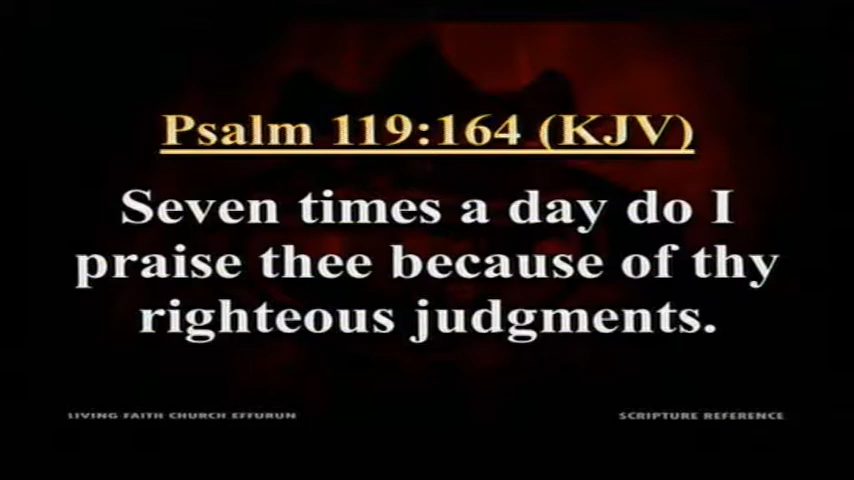 Psalm 119:164 (KJV)
Seven times a day do I
praise thee because of thy
righteous judgments.
LIVING FAITH CHURCH EFFURUN
SCRIPTURE REFERENCE